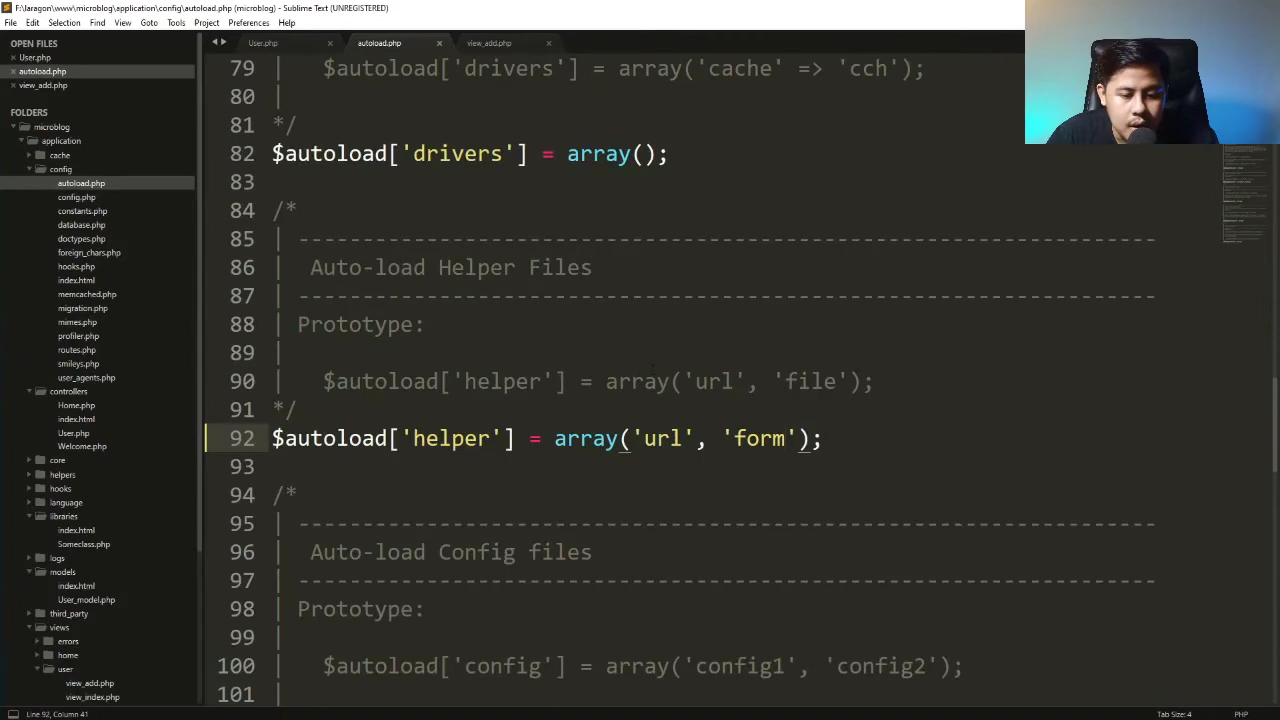 F:\laragon\www\microblog\application\config\autoload.php (microblog) - Sublime Text (UNREGISTERED)
File Edit Selection Find View Goto Tools Project Preferences Help
OPEN FILES
User.php
autoload.php
view_add.php
FOLDERS
microblog
application
cache
config
autoload.php
config.php
constants.php
database.php
doctypes.php
foreign_chars.php
hooks.php
index.html
memcached.php
migration.php
mimes.php
profiler.php
routes.php
smileys.php
user_agents.php
controllers
Home.php
index.html
User.php
Welcome.php
core
helpers
hooks
language
libraries
index.html
Someclass.php
logs
models
index.html
User_model.php
third_party
views
errors
home
user
view_add.php
view_index.php
User.php × autoload.php × view_add.php ×
79 | $autoload['drivers'] = array('cache' => 'cch');
80 |
81 */
82 $autoload['drivers'] = array();
83
84 /*
85 | -------------------------------------------------------------------
86 | Auto-load Helper Files
87 | -------------------------------------------------------------------
88 | Prototype:
89 |
90 | $autoload['helper'] = array('url', 'file');
91 */
92 $autoload['helper'] = array('url', 'form');
93
94 /*
95 | -------------------------------------------------------------------
96 | Auto-load Config files
97 | -------------------------------------------------------------------
98 | Prototype:
99 |
100 | $autoload['config'] = array('config1', 'config2');
101 |
Line 92, Column 41 Tab Size: 4 PHP